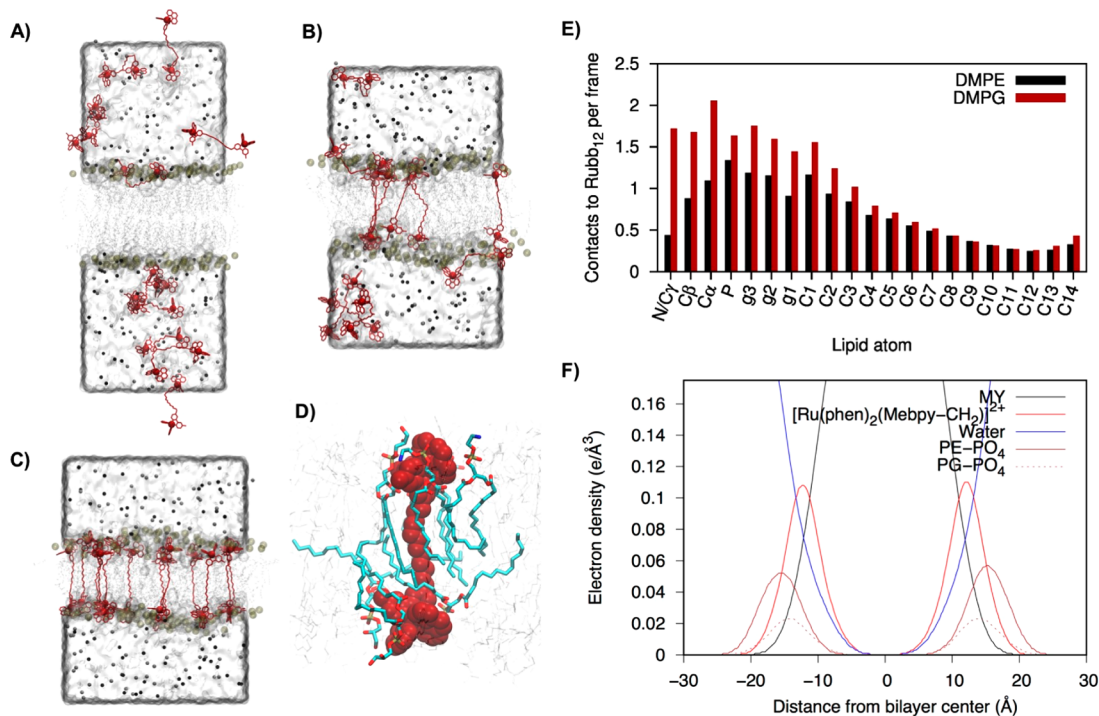 A)
B)
C)
D)
E)
Contacts to Rubb₁₂ per frame
2.5
2
1.5
1
0.5
0
DMPE
DMPG
N/Cγ
Cβ
Cα
P
g3
g2
g1
C1
C2
C3
C4
C5
C6
C7
C8
C9
C10
C11
C12
C13
C14
Lipid atom
F)
Electron density (e/Å³)
0.16
0.14
0.12
0.1
0.08
0.06
0.04
0.02
0
MY
[Ru(phen)₂(Mebpy−CH₂)]²⁺
Water
PE−PO₄
PG−PO₄
−30
−20
−10
0
10
20
30
Distance from bilayer center (Å)